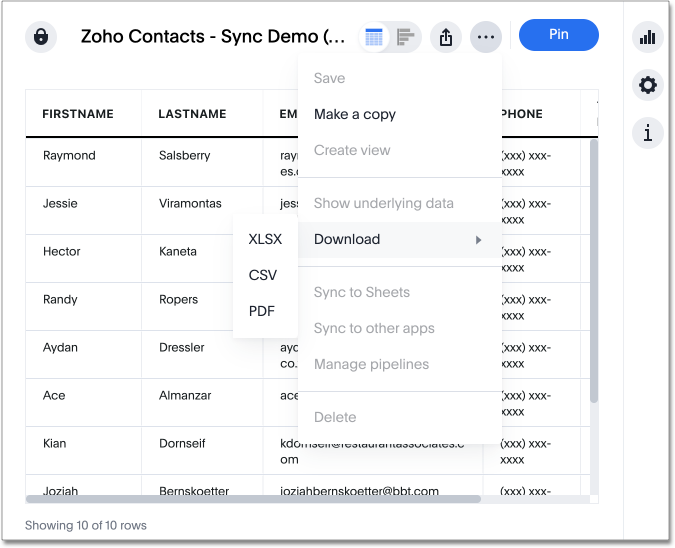 Zoho Contacts - Sync Demo (...
Pin
Save
Make a copy
Create view
Show underlying data
Download
XLSX
CSV
PDF
Sync to Sheets
Sync to other apps
Manage pipelines
Delete
FIRSTNAME LASTNAME EM PHONE
Raymond Salsberry ray (xxx) xxx-
es.c xxxx
Jessie Viramontas jess (xxx) xxx-
xxxx
Hector Kaneta (xxx) xxx-
xxxx
Randy Ropers (xxx) xxx-
xxxx
Aydan Dressler ayd (xxx) xxx-
co. xxxx
Ace Almanzar ace (xxx) xxx-
xxxx
Kian Dornseif kdornseif@restaurantassociates.c (xxx) xxx-
om xxxx
Joziah Bernskoetter joziahbernskoetter@bbt.com (xxx) xxx-
Showing 10 of 10 rows